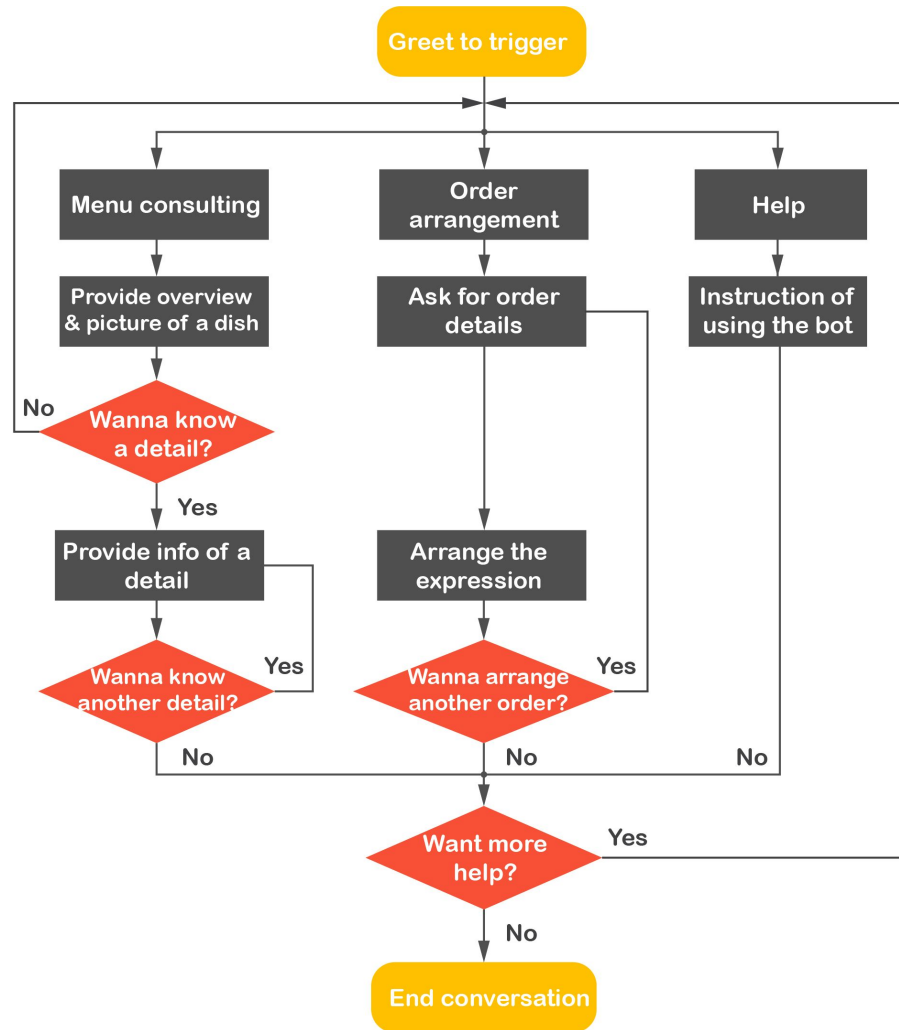 Greet to trigger
Menu consulting
Order
arrangement
Help
Provide overview
& picture of a dish
Ask for order
details
Instruction of
using the bot
No
Wanna know
a detail?
Yes
Provide info of a
detail
Arrange the
expression
Wanna know
another detail?
Yes
Wanna arrange
another order?
Yes
No
No
No
Want more
help?
Yes
No
End conversation